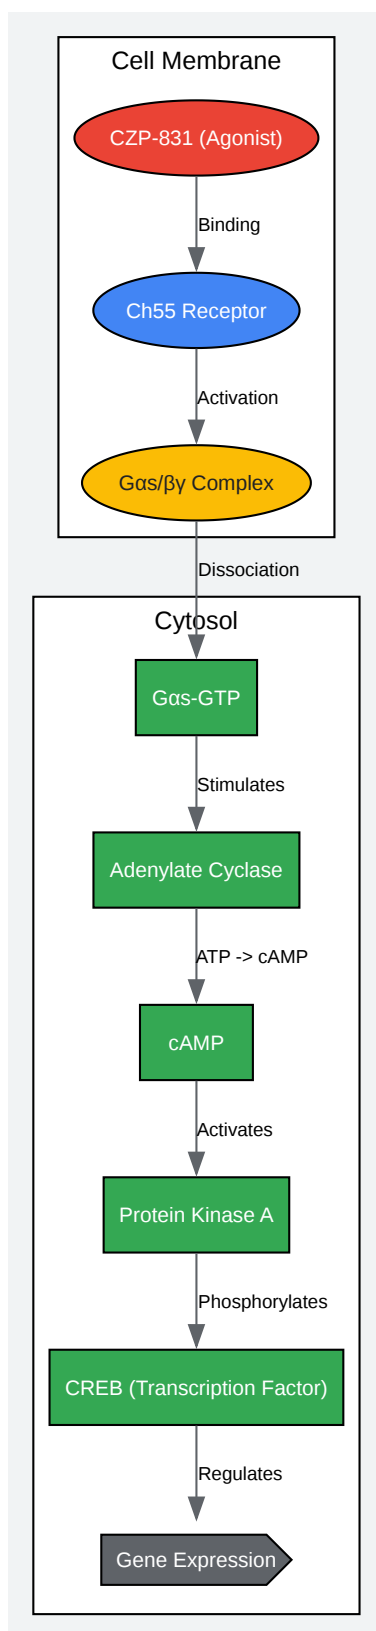 Cell Membrane
CZP-831 (Agonist)
Binding
Ch55 Receptor
Activation
Gαs/βγ Complex
Dissociation
Cytosol
Gαs-GTP
Stimulates
Adenylate Cyclase
ATP -> cAMP
cAMP
Activates
Protein Kinase A
Phosphorylates
CREB (Transcription Factor)
Regulates
Gene Expression